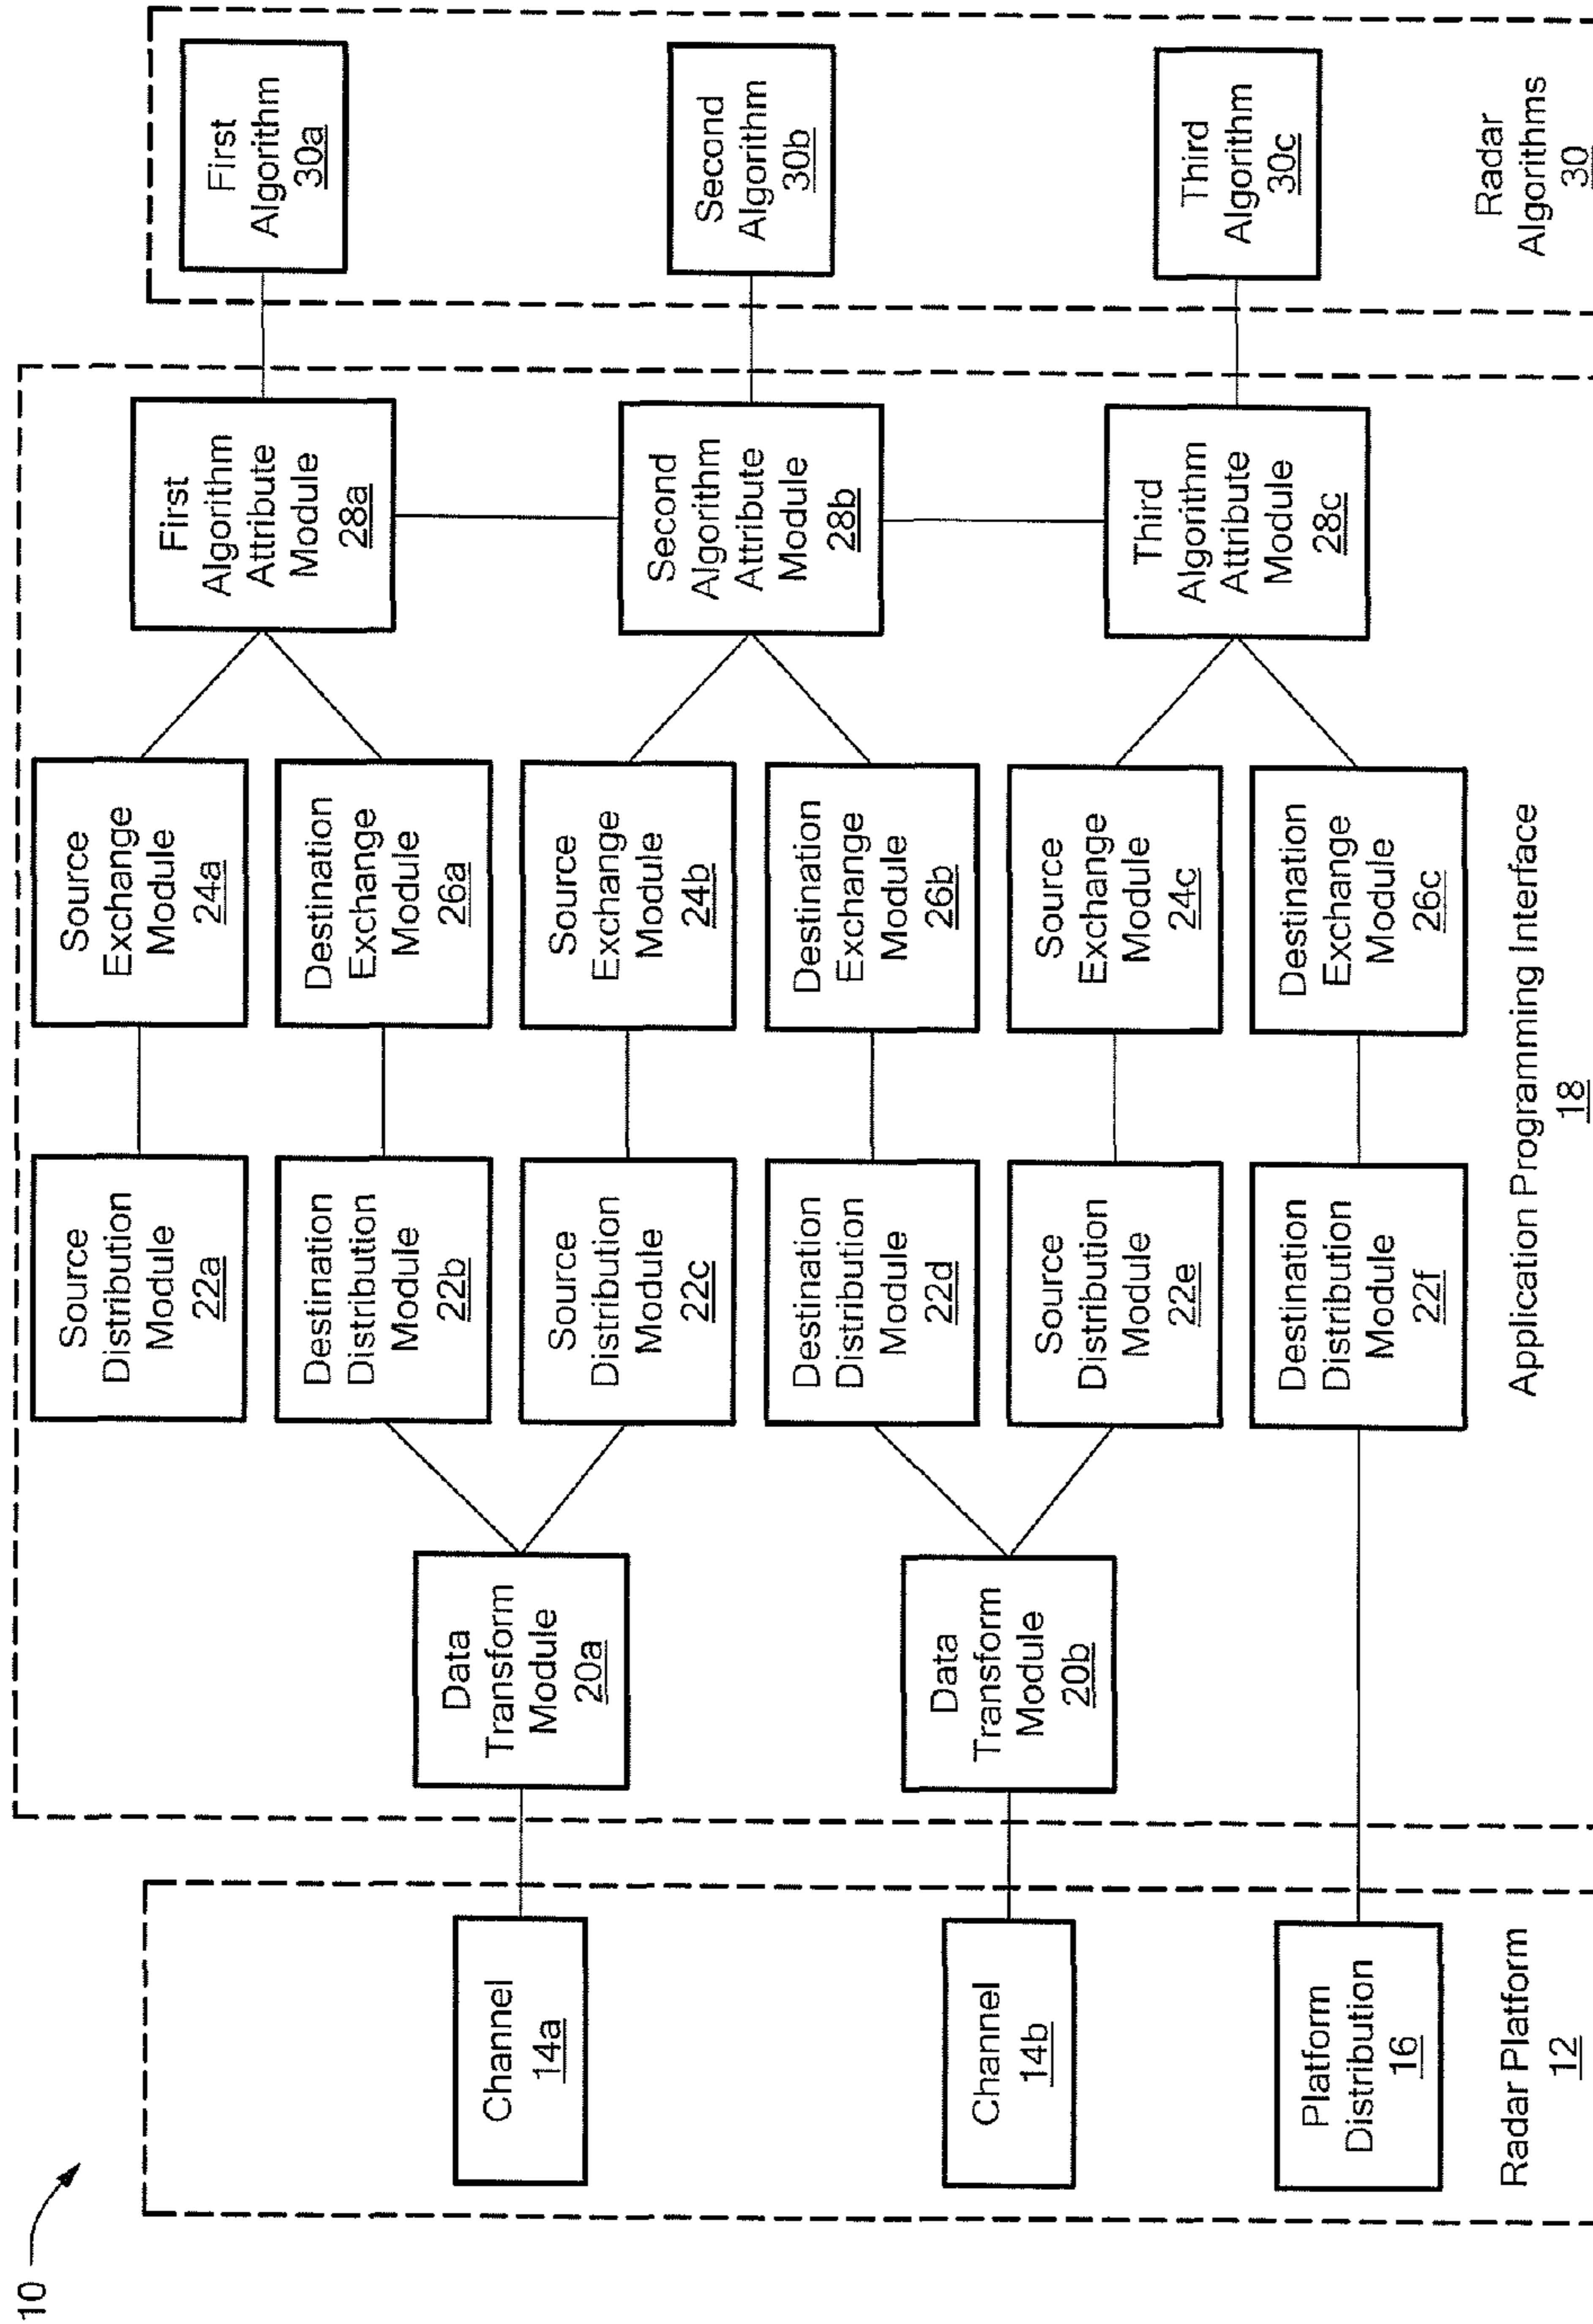 10
Channel
14a
Channel
14b
Platform
Distribution
16
Radar Platform
12
Data
Transform
Module
20a
Data
Transform
Module
20b
Source
Distribution
Module
22a
Destination
Distribution
Module
22b
Source
Distribution
Module
22c
Destination
Distribution
Module
22d
Source
Distribution
Module
22e
Destination
Distribution
Module
22f
Source
Exchange
Module
24a
Destination
Exchange
Module
26a
Source
Exchange
Module
24b
Destination
Exchange
Module
26b
Source
Exchange
Module
24c
Destination
Exchange
Module
26c
Application Programming Interface
18
First
Algorithm
Attribute
Module
28a
Second
Algorithm
Attribute
Module
28b
Third
Algorithm
Attribute
Module
28c
First
Algorithm
30a
Second
Algorithm
30b
Third
Algorithm
30c
Radar
Algorithms
30